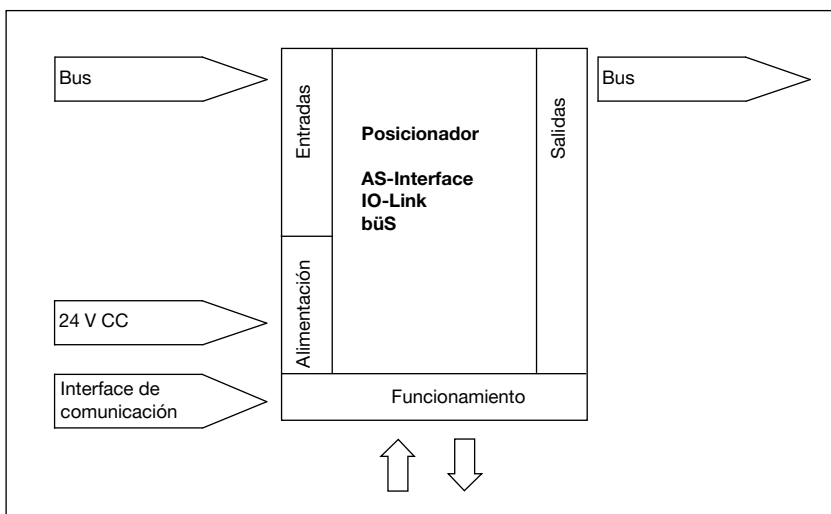 Bus
Entradas
Posicionador
AS-Interface
IO-Link
büS
Salidas
Bus
Alimentación
24 V CC
Interface de
comunicación
Funcionamiento